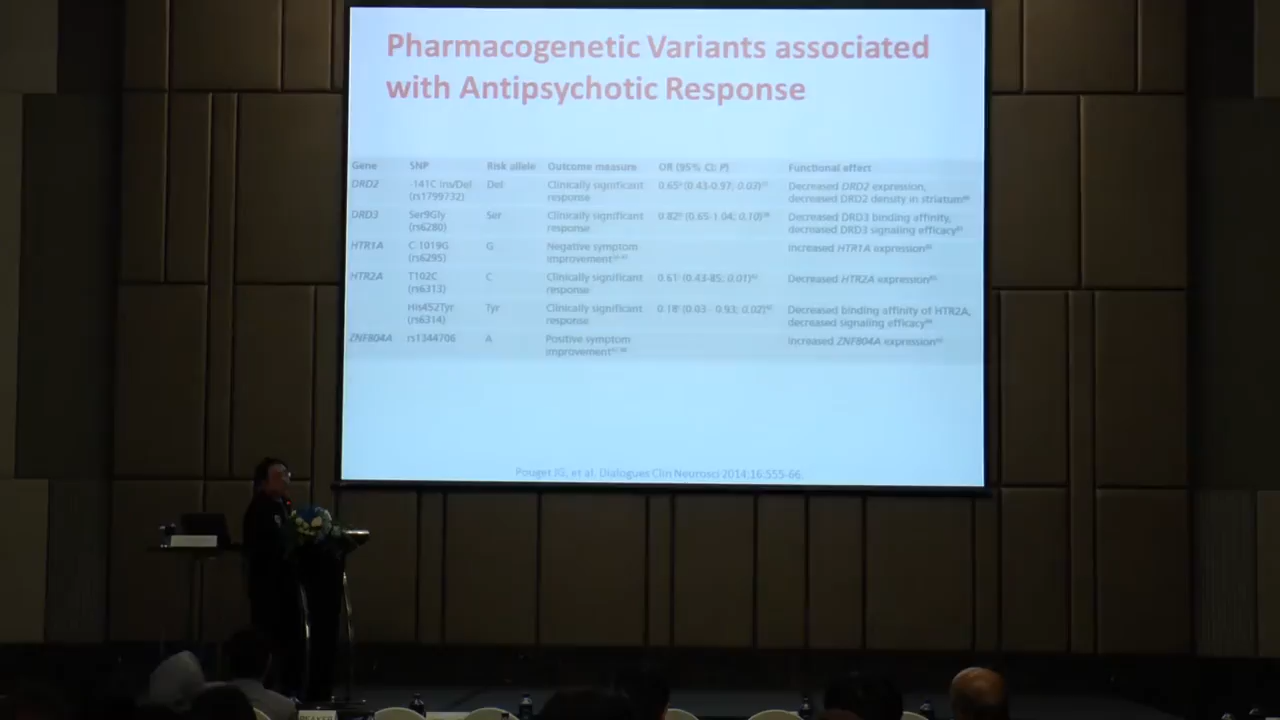 Pharmacogenetic Variants associated
with Antipsychotic Response
Gene SNP Risk allele Outcome measure OR (95% CI; P) Functional effect
DRD2 -141C Ins/Del Del Clinically significant 0.65 (0.43-0.97; 0.03) Decreased DRD2 expression,
(rs1799732) response decreased DRD2 density in striatum
DRD3 Ser9Gly Ser Clinically significant 0.82 (0.65-1.04; 0.10) Decreased DRD3 binding affinity,
(rs6280) response decreased DRD3 signaling efficacy
HTR1A C-1019G G Negative symptom Increased HTR1A expression
(rs6295) improvement
HTR2A T102C C Clinically significant 0.61 (0.43-85; 0.01) Decreased HTR2A expression
(rs6313) response
His452Tyr Tyr Clinically significant 0.18 (0.03 - 0.93; 0.02) Decreased binding affinity of HTR2A,
(rs6314) response decreased signaling efficacy
ZNF804A rs1344706 A Positive symptom Increased ZNF804A expression
improvement
Pouget JG, et al. Dialogues Clin Neurosci 2014;16:555-66.